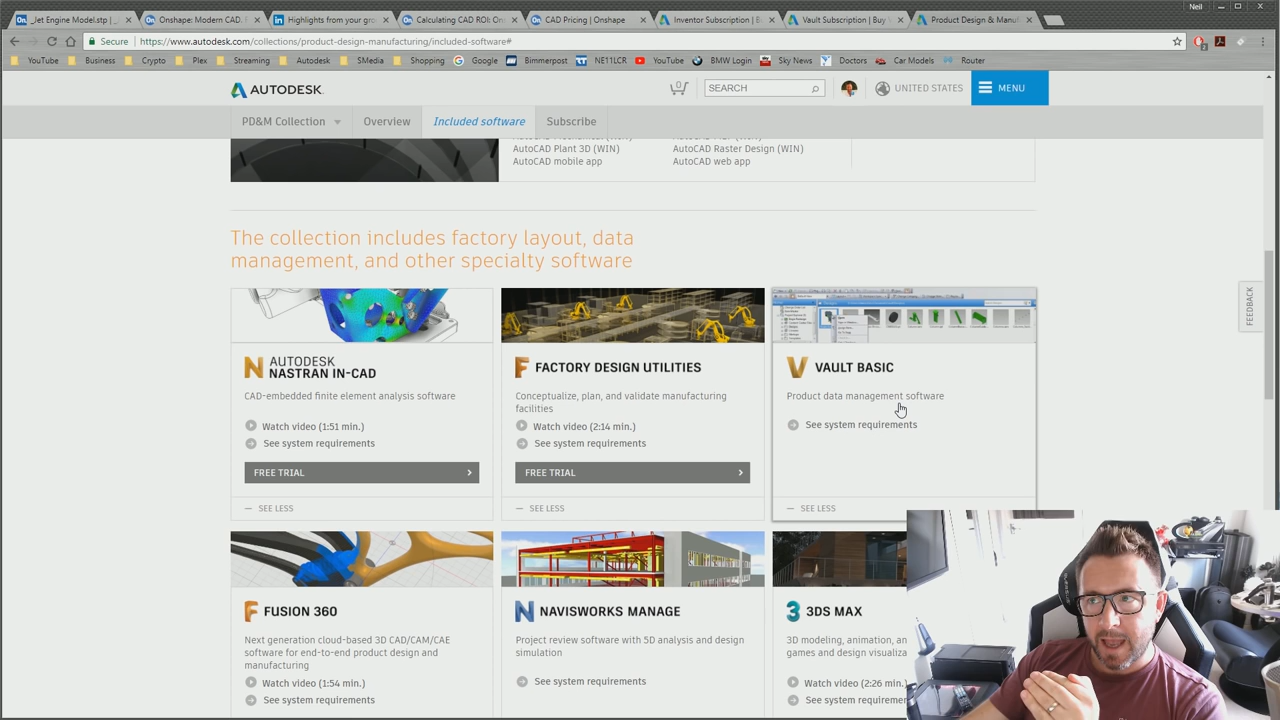 Neil
_Jet Engine Model.stp |
Onshape: Modern CAD.
Highlights from your gro
Calculating CAD ROI: On
CAD Pricing | Onshape
Inventor Subscription | B
Vault Subscription | Buy
Product Design & Manuf
Secure
https://www.autodesk.com/collections/product-design-manufacturing/included-software#
YouTube
Business
Crypto
Plex
Streaming
Autodesk
SMedia
Shopping
Google
Bimmerpost
NE11LCR
YouTube
BMW Login
Sky News
Doctors
Car Models
Router
AUTODESK.
0
SEARCH
UNITED STATES
MENU
PD&M Collection
Overview
Included software
Subscribe
AutoCAD Plant 3D (WIN)
AutoCAD Raster Design (WIN)
AutoCAD mobile app
AutoCAD web app
The collection includes factory layout, data
management, and other specialty software
FEEDBACK
N AUTODESK
NASTRAN IN-CAD
CAD-embedded finite element analysis software
Watch video (1:51 min.)
See system requirements
FREE TRIAL
SEE LESS
F FACTORY DESIGN UTILITIES
Conceptualize, plan, and validate manufacturing
facilities
Watch video (2:14 min.)
See system requirements
FREE TRIAL
SEE LESS
V VAULT BASIC
Product data management software
See system requirements
SEE LESS
F FUSION 360
Next generation cloud-based 3D CAD/CAM/CAE
software for end-to-end product design and
manufacturing
Watch video (1:54 min.)
See system requirements
N NAVISWORKS MANAGE
Project review software with 5D analysis and design
simulation
See system requirements
3 3DS MAX
3D modeling, animation, an
games and design visualiza
Watch video (2:26 min.)
See system requiremen